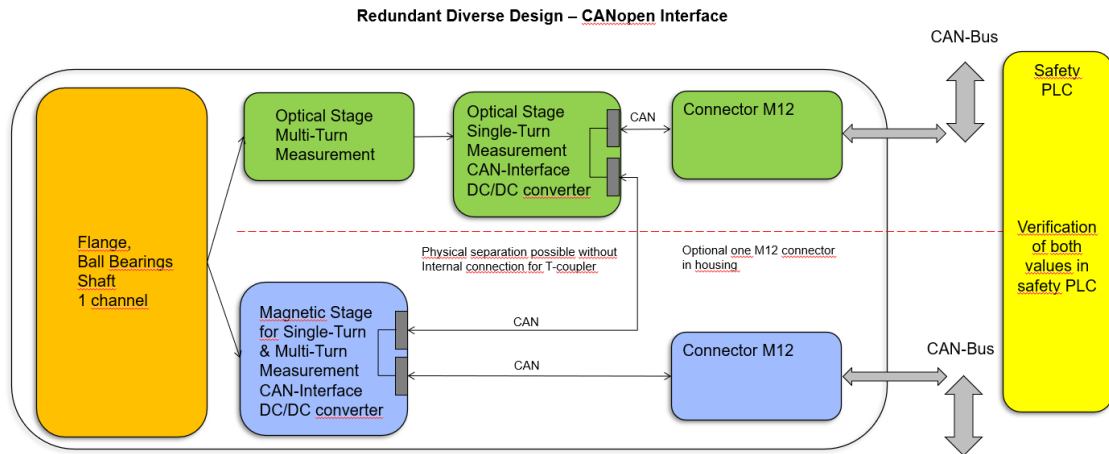 Redundant Diverse Design – CANopen Interface
CAN-Bus
Safety
PLC
Optical Stage
Multi-Turn
Measurement
Optical Stage
Single-Turn
Measurement
CAN-Interface
DC/DC converter
CAN
Connector M12
Flange,
Ball Bearings
Shaft
1 channel
Physical separation possible without
Internal connection for T-coupler
Optional one M12 connector
in housing
Verification
of both
values in
safety PLC
Magnetic Stage
for Single-Turn
& Multi-Turn
Measurement
CAN-Interface
DC/DC converter
CAN
CAN
Connector M12
CAN-Bus